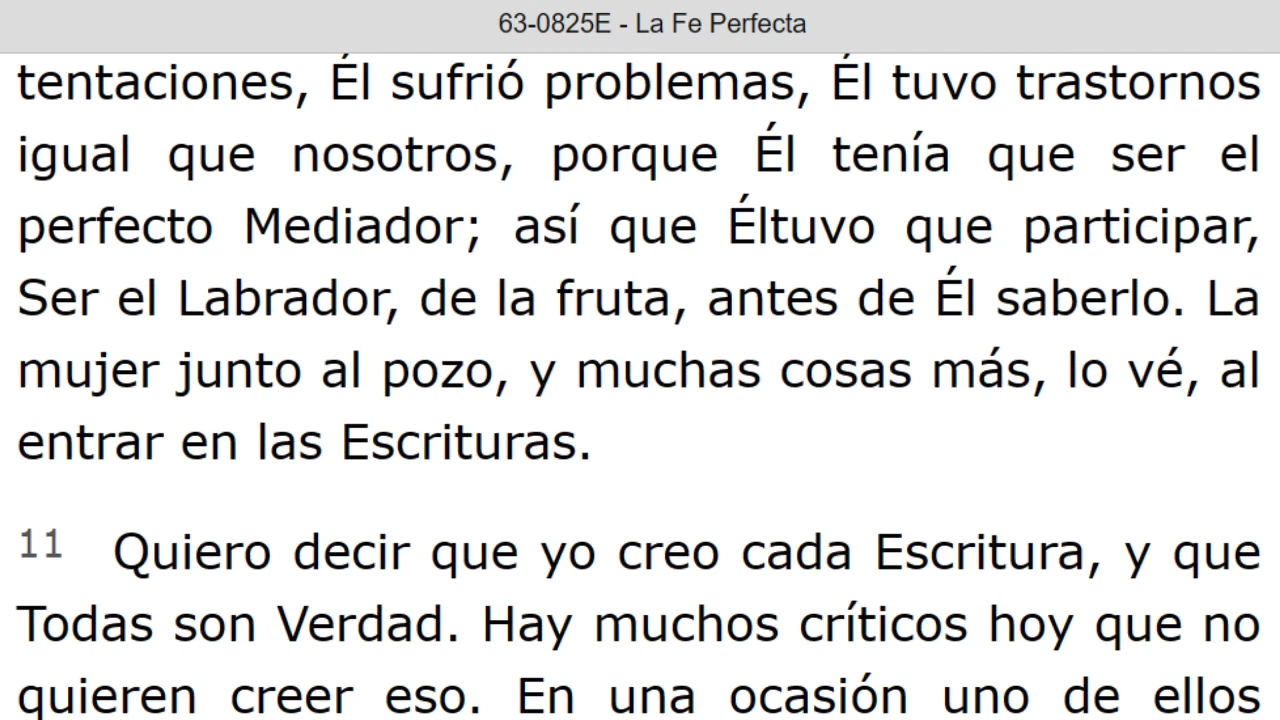 63-0825E - La Fe Perfecta
tentaciones, Él sufrió problemas, Él tuvo trastornos
igual que nosotros, porque Él tenía que ser el
perfecto Mediador; así que Éltuvo que participar,
Ser el Labrador, de la fruta, antes de Él saberlo. La
mujer junto al pozo, y muchas cosas más, lo vé, al
entrar en las Escrituras.
11 Quiero decir que yo creo cada Escritura, y que
Todas son Verdad. Hay muchos críticos hoy que no
quieren creer eso. En una ocasión uno de ellos